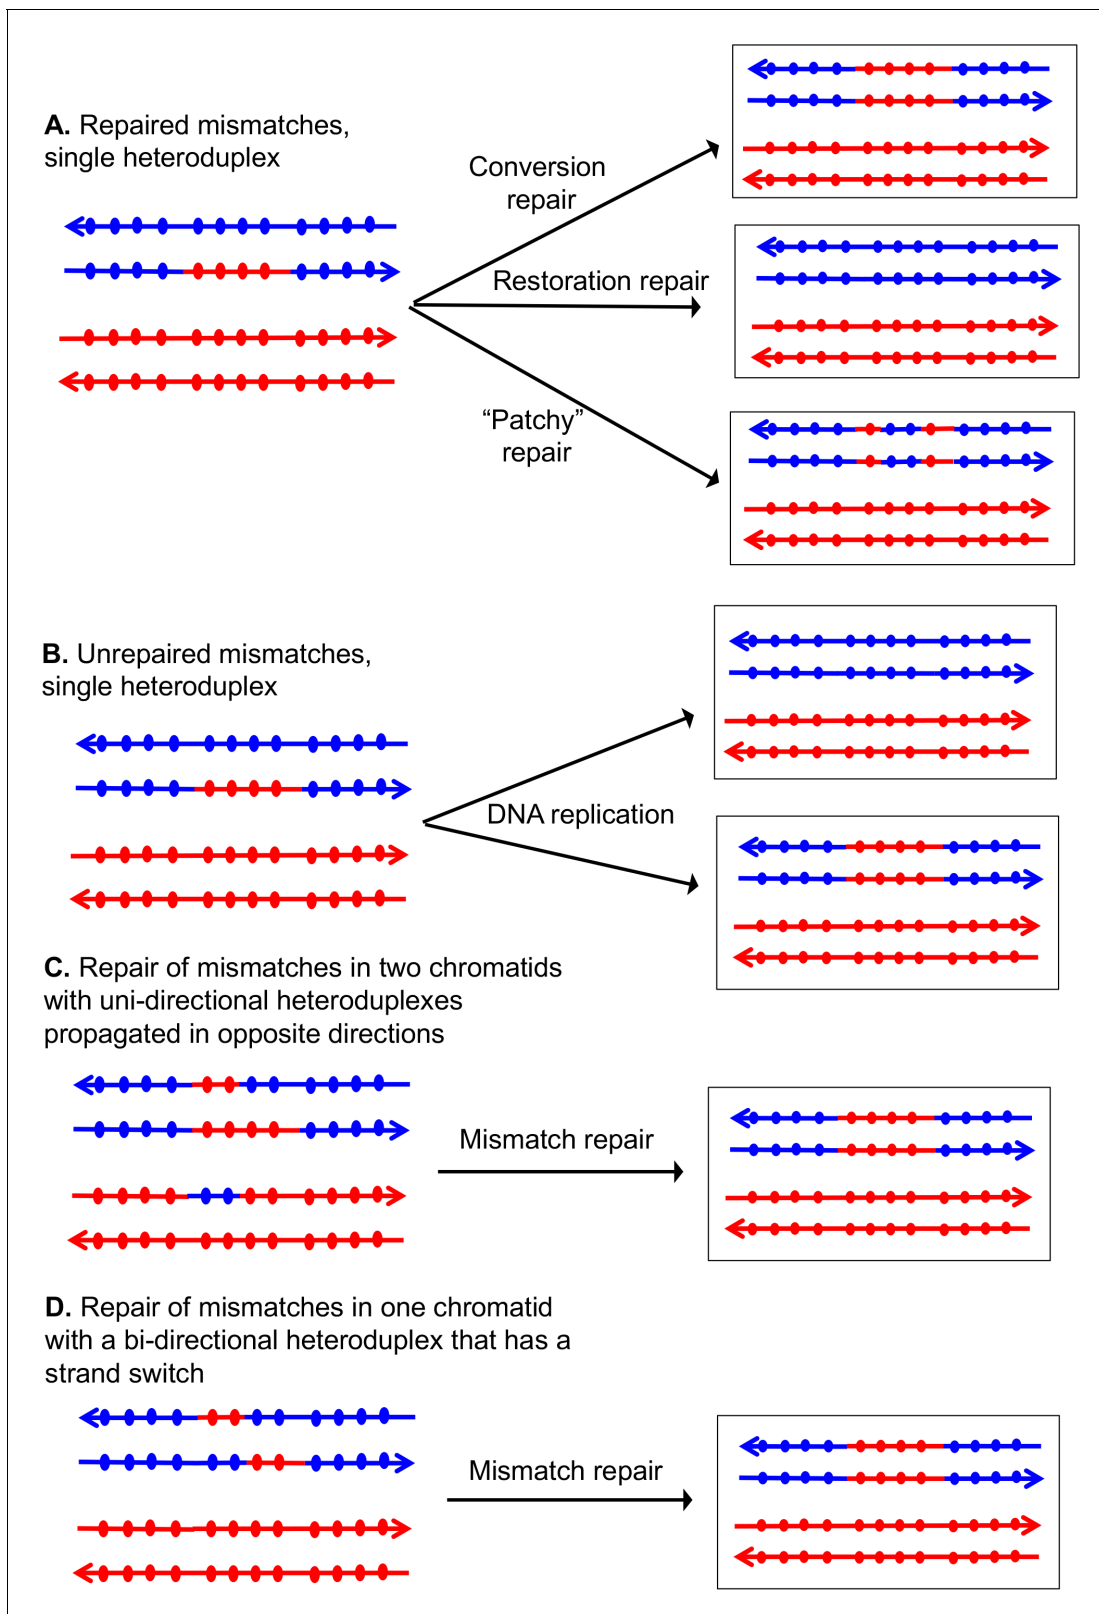 A. Repaired mismatches,
single heteroduplex
Conversion
repair
Restoration repair
“Patchy”
repair
B. Unrepaired mismatches,
single heteroduplex
DNA replication
C. Repair of mismatches in two chromatids
with uni-directional heteroduplexes
propagated in opposite directions
Mismatch repair
D. Repair of mismatches in one chromatid
with a bi-directional heteroduplex that has a
strand switch
Mismatch repair